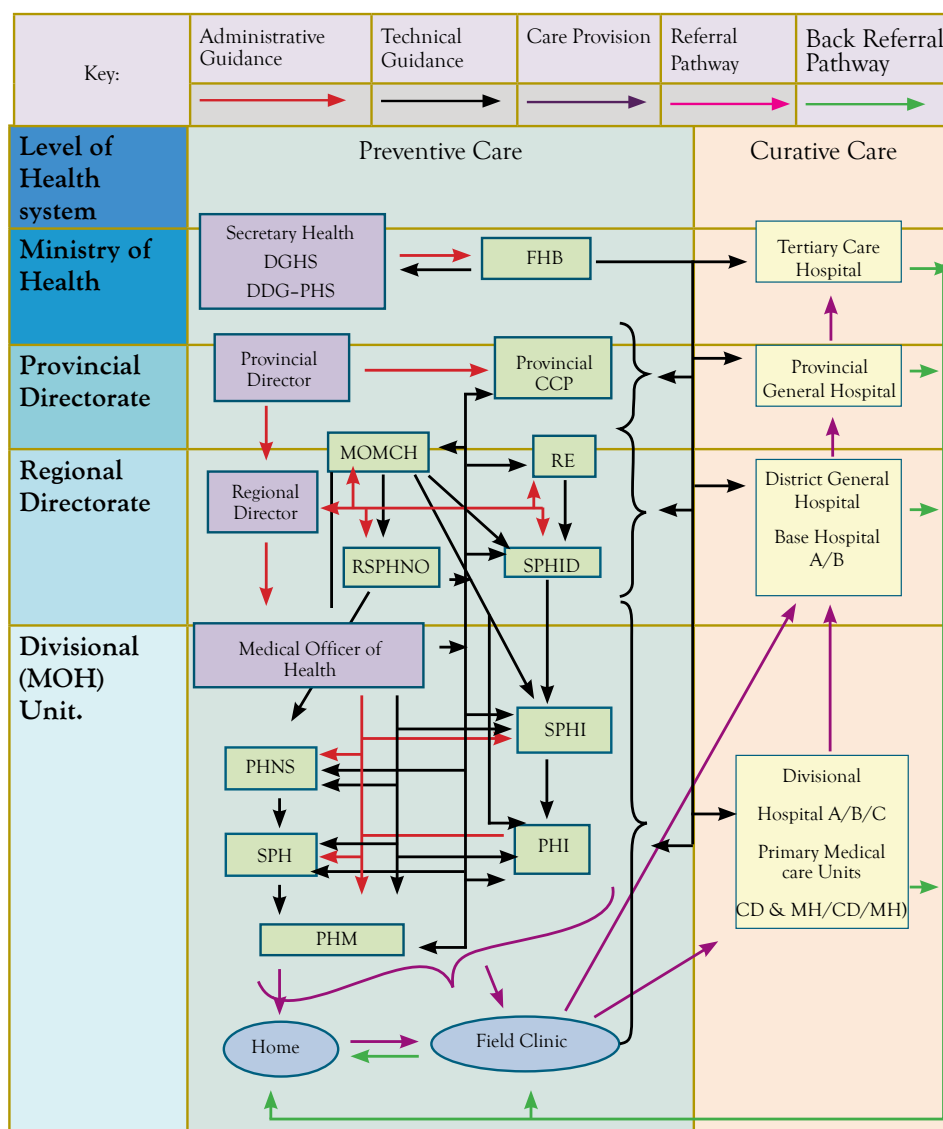 Key:
Administrative
Guidance
Technical
Guidance
Care Provision
Referral
Pathway
Back Referral
Pathway
Level of
Health
system
Preventive Care
Curative Care
Ministry of
Health
Secretary Health
DGHS
DDG-PHS
FHB
Tertiary Care
Hospital
Provincial
Directorate
Provincial
Director
Provincial
CCP
Provincial
General Hospital
Regional
Directorate
MOMCH
RE
Regional
Director
RSPHNO
SPHID
District General
Hospital
Base Hospital
A/B
Divisional
(MOH)
Unit.
Medical Officer of
Health
SPHI
PHNS
SPH
PHI
PHM
Divisional
Hospital A/B/C
Primary Medical
care Units
CD & MH/CD/MH)
Home
Field Clinic